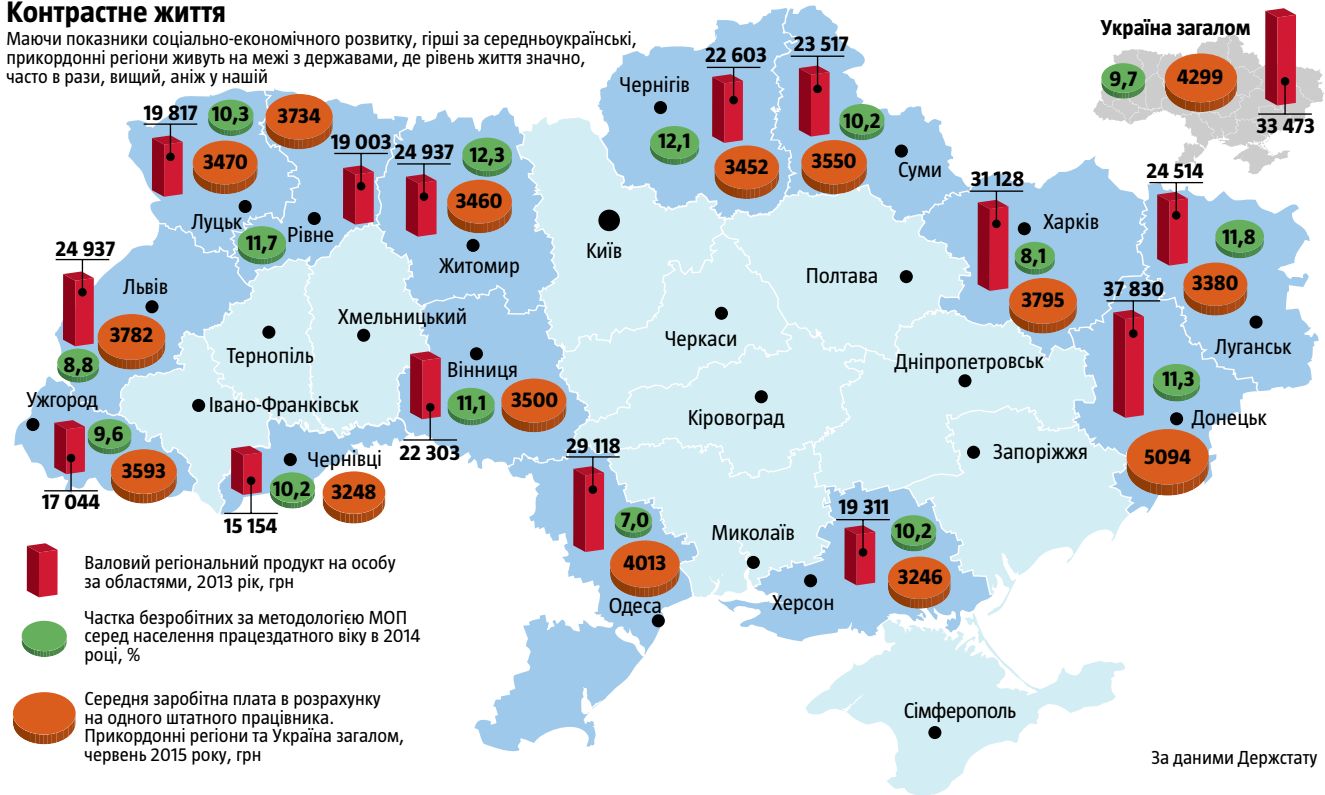 Контрастне життя
Маючи показники соціально-економічного розвитку, гірші за середньоукраїнські,
прикордонні регіони живуть на межі з державами, де рівень життя значно,
часто в рази, вищий, аніж у нашій
Україна загалом
9,7
4299
33 473
19 817
10,3
3470
Луцьк
3734
19 003
11,7
Рівне
24 937
12,3
3460
Житомир
Київ
Чернігів
22 603
12,1
3452
23 517
10,2
3550
Суми
31 128
Харків
8,1
3795
24 514
11,8
3380
Луганськ
24 937
Львів
3782
8,8
Тернопіль
Хмельницький
Вінниця
22 303
11,1
3500
Полтава
Черкаси
Дніпропетровськ
Кіровоград
37 830
11,3
Донецьк
5094
Запоріжжя
Ужгород
9,6
3593
17 044
Івано-Франківськ
Чернівці
15 154
10,2
3248
29 118
7,0
4013
Одеса
Миколаїв
19 311
10,2
3246
Херсон
Сімферополь
Валовий регіональний продукт на особу
за областями, 2013 рік, грн
Частка безробітних за методологією МОП
серед населення працездатного віку в 2014
році, %
Середня заробітна плата в розрахунку
на одного штатного працівника.
Прикордонні регіони та Україна загалом,
червень 2015 року, грн
За даними Держстату